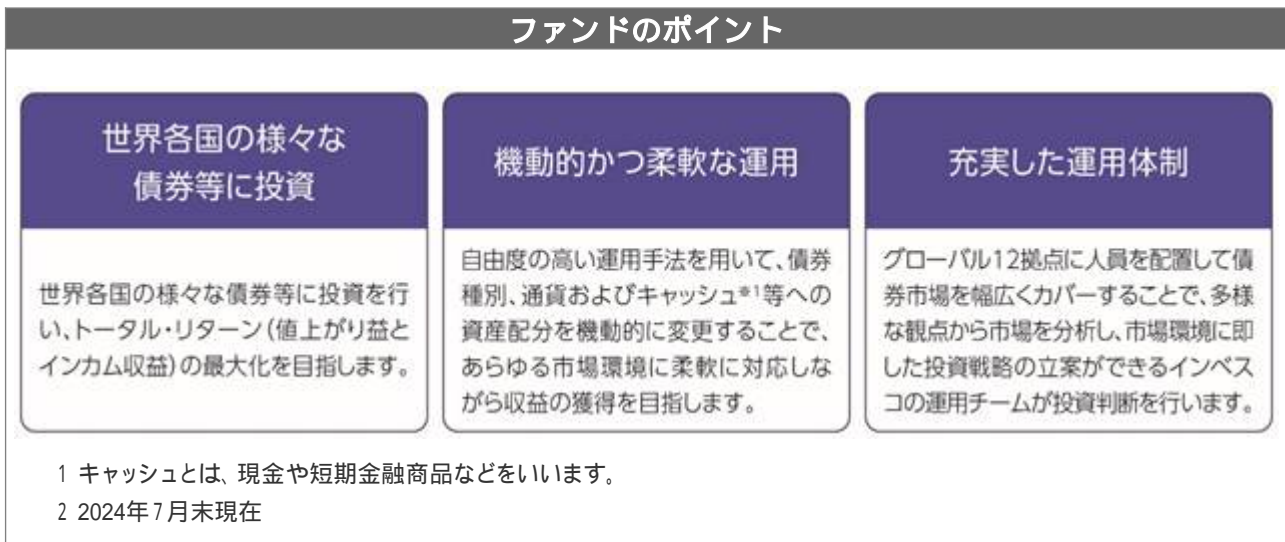 ファンドのポイント
世界各国の様々な
債券等に投資
世界各国の様々な債券等に投資を行
い、トータル・リターン(値上がり益と
インカム収益)の最大化を目指します。
機動的かつ柔軟な運用
自由度の高い運用手法を用いて、債券
種別、通貨およびキャッシュ※1等への
資産配分を機動的に変更することで、
あらゆる市場環境に柔軟に対応しな
がら収益の獲得を目指します。
充実した運用体制
グローバル12拠点に人員を配置して債
券市場を幅広くカバーすることで、多様
な観点から市場を分析し、市場環境に即
した投資戦略の立案ができるインベス
コの運用チームが投資判断を行います。
1 キャッシュとは、現金や短期金融商品などをいいます。
2 2024年7月末現在